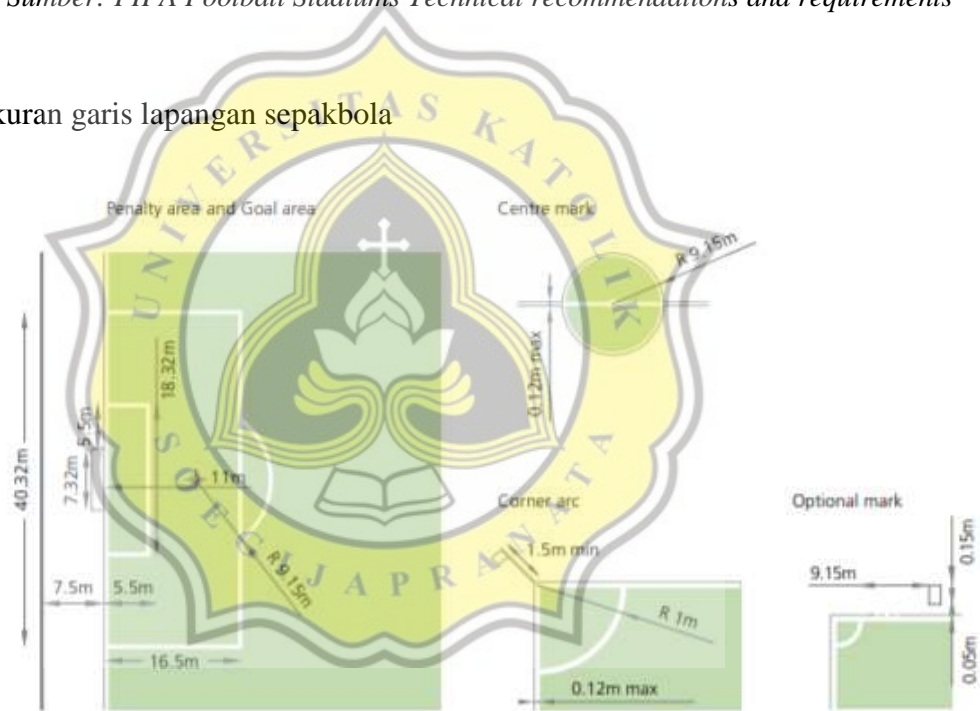 Sumber: FIFA Football Stadiums Technical recommendations and requirements
kuran garis lapangan sepakbola
UNIVERSITAS KATOLIK
SOEGIJAPRANATA
Penalty area and Goal area
40.32m
7.32m
5.5m
18.32m
11m
R 9.15m
7.5m
5.5m
16.5m
Centre mark
R 9.15m
0.12m max
Corner arc
1.5m min
R 1m
0.12m max
Optional mark
9.15m
0.15m
0.05m